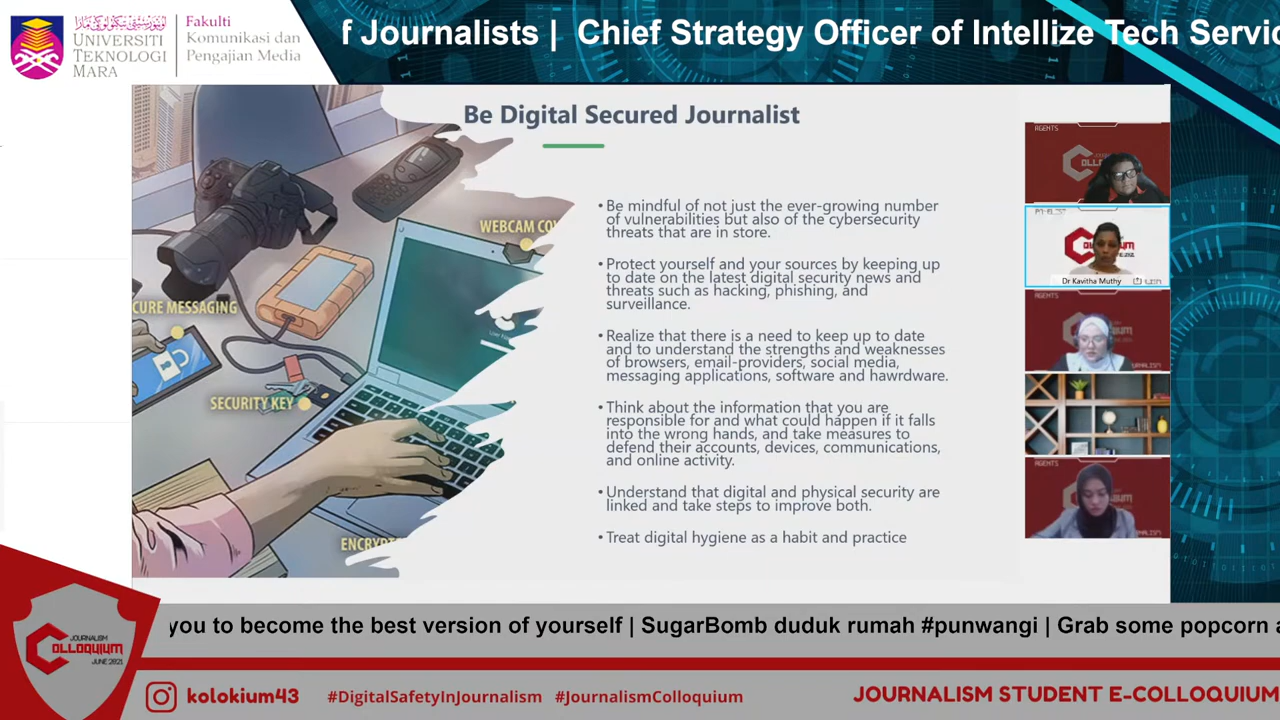 UNIVERSITI
TEKNOLOGI
MARA
Fakulti
Komunikasi dan
Pengajian Media
f Journalists | Chief Strategy Officer of Intellize Tech Servic
Be Digital Secured Journalist
• Be mindful of not just the ever-growing number
of vulnerabilities but also of the cybersecurity
threats that are in store.
• Protect yourself and your sources by keeping up
to date on the latest digital security news and
threats such as hacking, phishing, and
surveillance.
• Realize that there is a need to keep up to date
and to understand the strengths and weaknesses
of browsers, email-providers, social media,
messaging applications, software and hawrdware.
• Think about the information that you are
responsible for and what could happen if it falls
into the wrong hands, and take measures to
defend their accounts, devices, communications,
and online activity.
• Understand that digital and physical security are
linked and take steps to improve both.
• Treat digital hygiene as a habit and practice
WEBCAM CO
CURE MESSAGING
SECURITY KEY
ENCRYPT
AGENTS
Dr Kavitha Muthy
AGENTS
you to become the best version of yourself | SugarBomb duduk rumah #punwangi | Grab some popcorn a
JOURNALISM
COLLOQUIUM
JUNE 2021
kolokium43
#DigitalSafetyInJournalism #JournalismColloquium
JOURNALISM STUDENT E-COLLOQUIUM